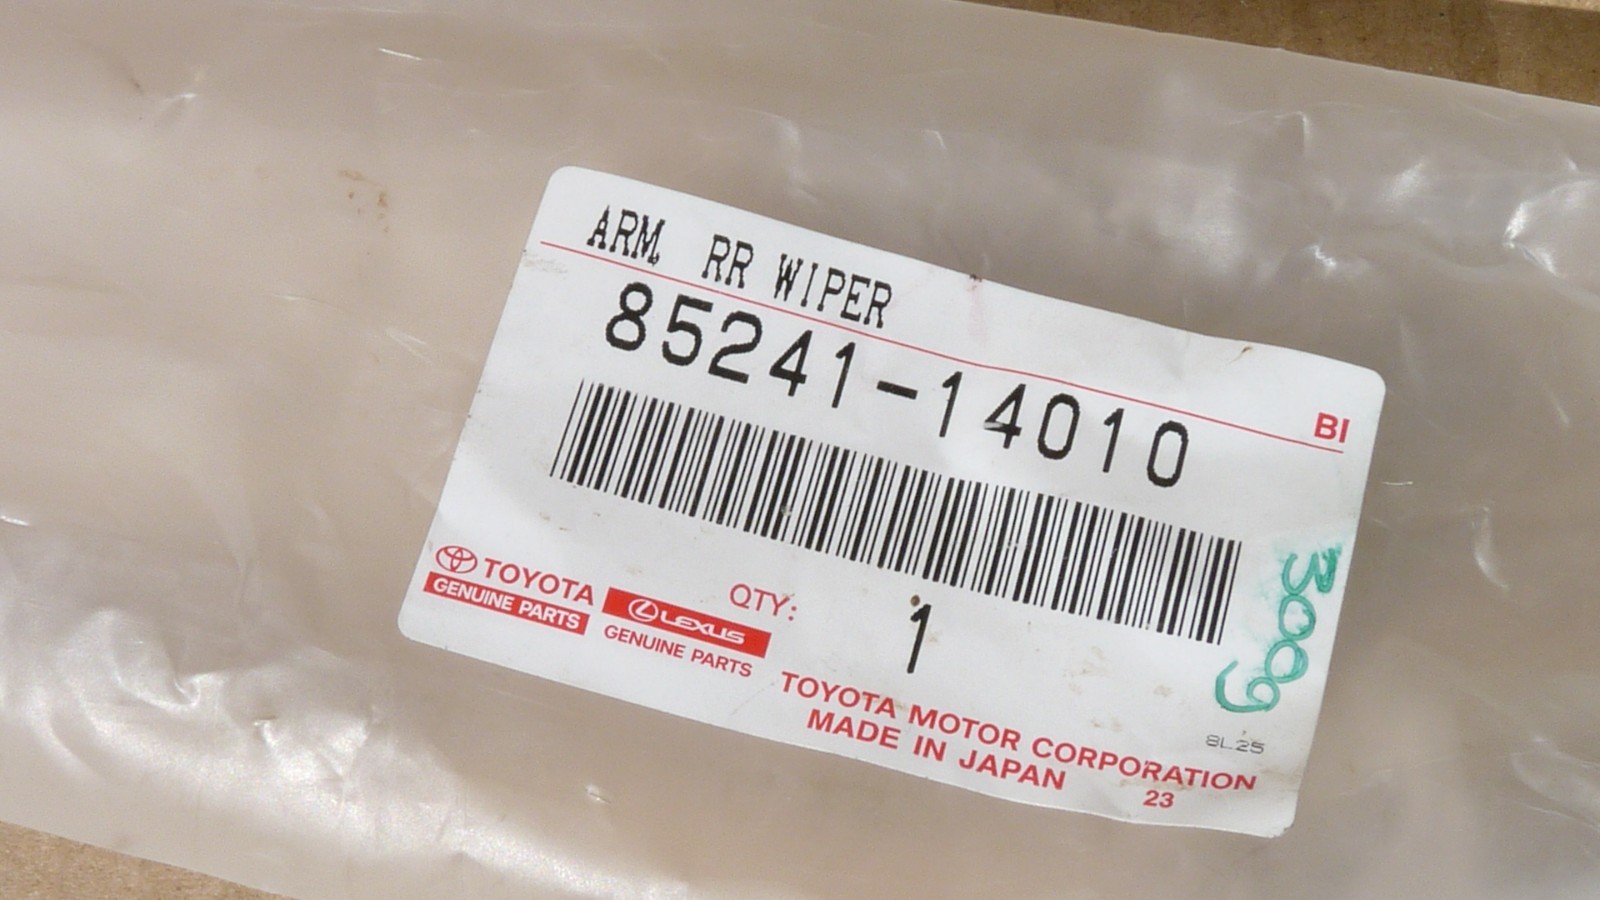 ARM, RR WIPER
BI
85241-14010
TOYOTA
GENUINE PARTS
LEXUS
GENUINE PARTS
QTY:
1
3009
8L25
TOYOTA MOTOR CORPORATION
MADE IN JAPAN
23